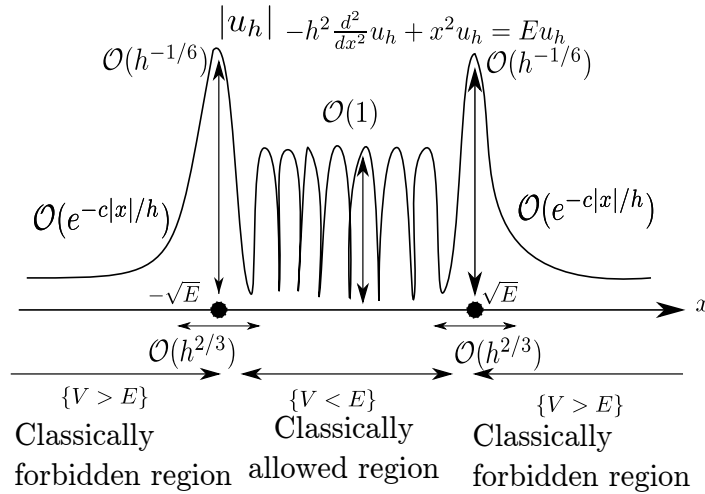 |u_h| -h² d²/dx² u_h + x² u_h = E u_h
𝒪(h^{-1/6}) 𝒪(h^{-1/6})
𝒪(1)
𝒪(e^{-c|x|/h}) 𝒪(e^{-c|x|/h})
-√E √E
x
𝒪(h^{2/3}) 𝒪(h^{2/3})
{V > E} {V < E} {V > E}
Classically Classically Classically
forbidden region allowed region forbidden region